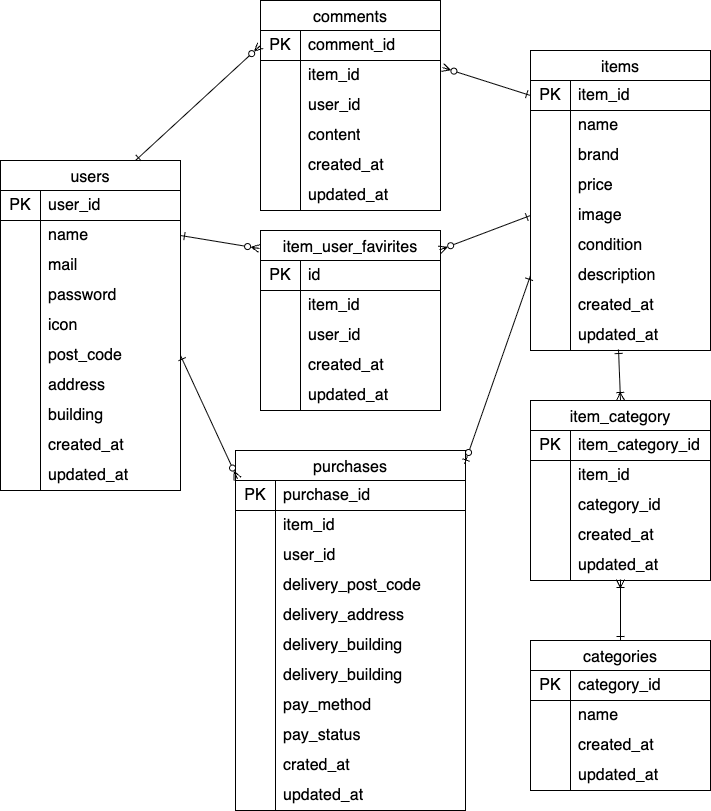 comments
PK comment_id
item_id
user_id
content
created_at
updated_at
items
PK item_id
name
brand
price
image
condition
description
created_at
updated_at
users
PK user_id
name
mail
password
icon
post_code
address
building
created_at
updated_at
item_user_favirites
PK id
item_id
user_id
created_at
updated_at
item_category
PK item_category_id
item_id
category_id
created_at
updated_at
purchases
PK purchase_id
item_id
user_id
delivery_post_code
delivery_address
delivery_building
delivery_building
pay_method
pay_status
crated_at
updated_at
categories
PK category_id
name
created_at
updated_at